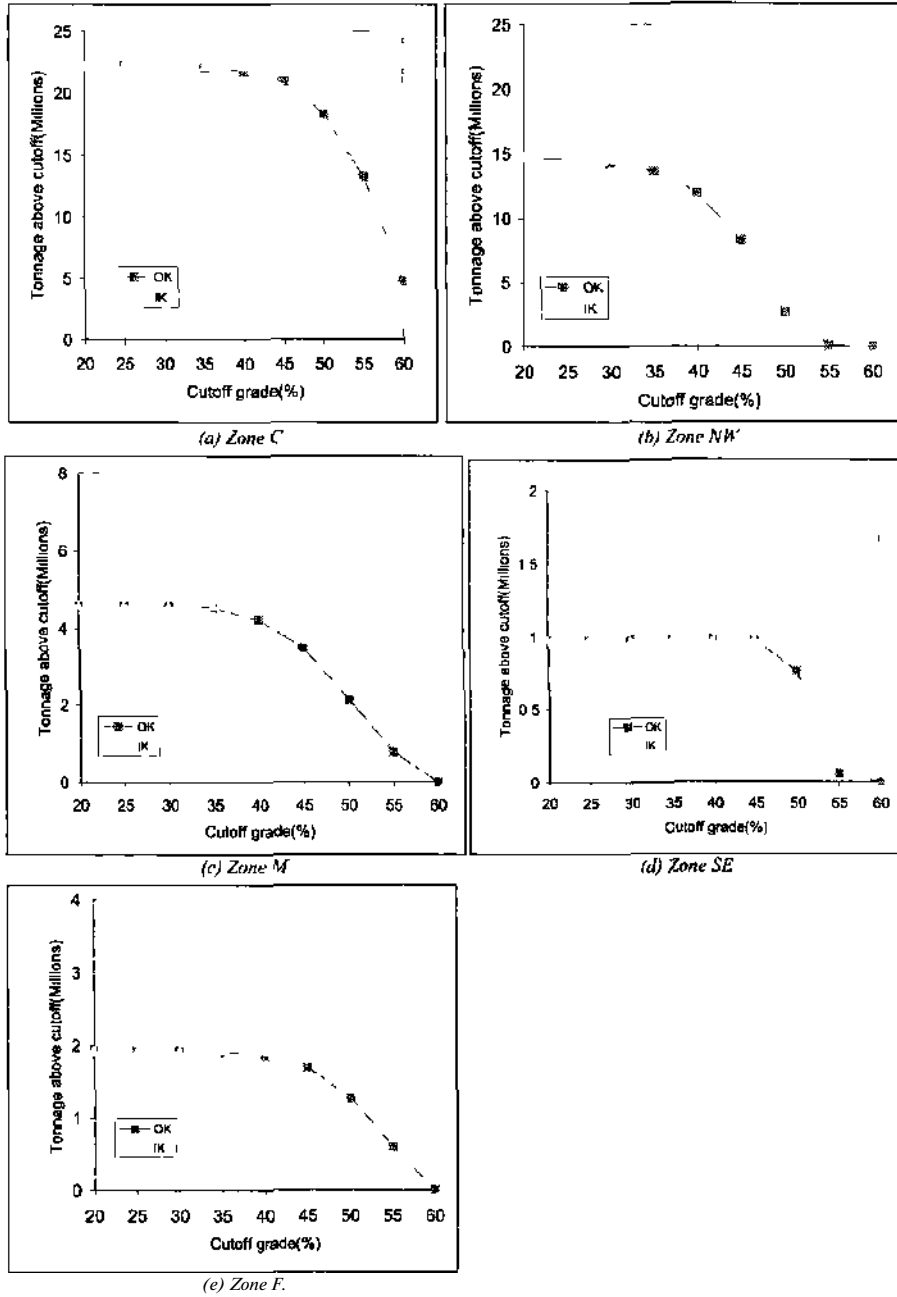 Tonnage above cutoff(Millions)
25
20
15
10
5
0
OK
IK
20 25 30 35 40 45 50 55 60
Cutoff grade(%)
(a) Zone C
Tonnage above cutoff(Millions)
25
20
15
10
5
0
OK
IK
20 25 30 35 40 45 50 55 60
Cutoff grade(%)
(b) Zone NW
Tonnage above cutoff(Millions)
8
6
4
2
0
OK
IK
20 25 30 35 40 45 50 55 60
Cutoff grade(%)
(c) Zone M
Tonnage above cutoff(Millions)
2
1.5
1
0 5
0
OK
IK
20 25 30 35 40 45 50 55 60
Cutoff grade(%)
(d) Zone SE
Tonnage above cutoff(Millions)
4
3
2
1
0
OK
IK
20 25 30 35 40 45 50 55 60
Cutoff grade(%)
(e) Zone F.